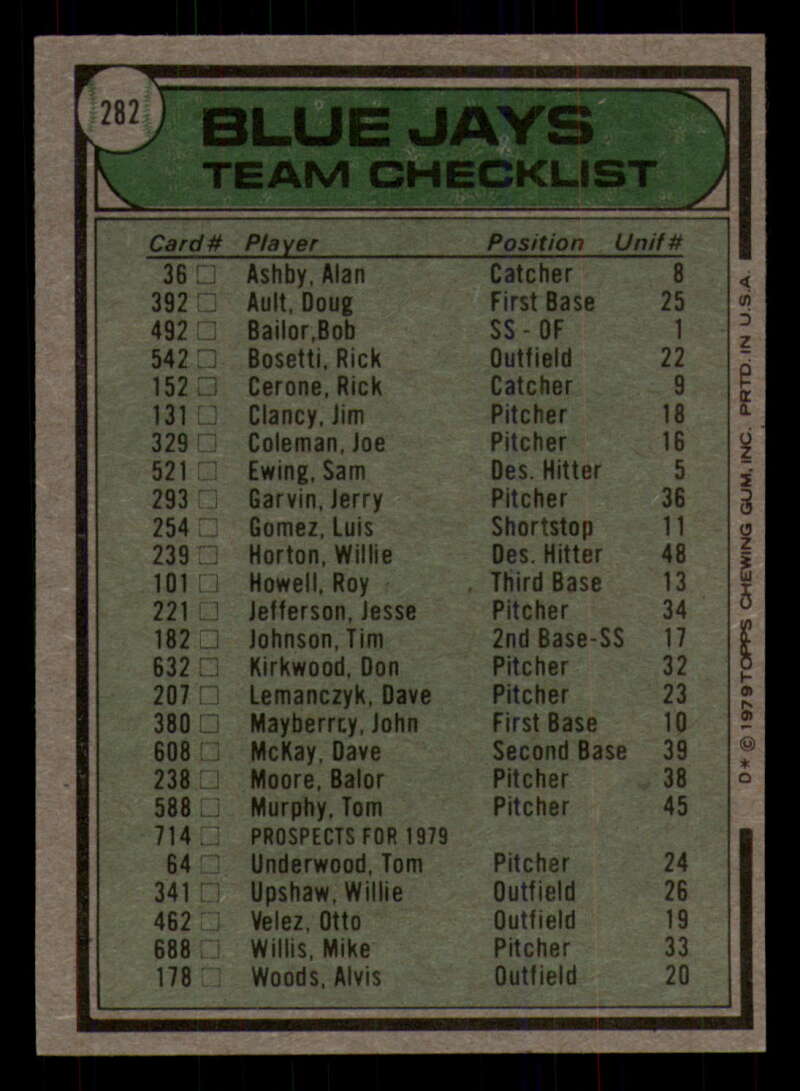 282
BLUE JAYS
TEAM CHECKLIST
Card# Player Position Unif#
36 Ashby, Alan Catcher 8
392 Ault, Doug First Base 25
492 Bailor,Bob SS - OF 1
542 Bosetti, Rick Outfield 22
152 Cerone, Rick Catcher 9
131 Clancy, Jim Pitcher 18
329 Coleman, Joe Pitcher 16
521 Ewing, Sam Des. Hitter 5
293 Garvin, Jerry Pitcher 36
254 Gomez, Luis Shortstop 11
239 Horton, Willie Des. Hitter 48
101 Howell, Roy Third Base 13
221 Jefferson, Jesse Pitcher 34
182 Johnson, Tim 2nd Base-SS 17
632 Kirkwood, Don Pitcher 32
207 Lemanczyk, Dave Pitcher 23
380 Mayberrry, John First Base 10
608 McKay, Dave Second Base 39
238 Moore, Balor Pitcher 38
588 Murphy, Tom Pitcher 45
714 PROSPECTS FOR 1979
64 Underwood, Tom Pitcher 24
341 Upshaw, Willie Outfield 26
462 Velez, Otto Outfield 19
688 Willis, Mike Pitcher 33
178 Woods, Alvis Outfield 20
D* © 1979 TOPPS CHEWING GUM, INC. PRTD. IN U.S.A.